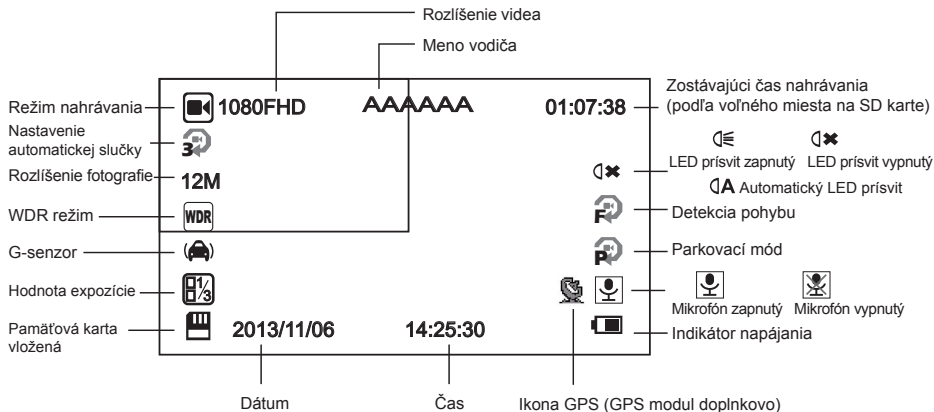 Rozlíšenie videa
Meno vodiča
Režim nahrávania
1080FHD
AAAAAA
01:07:38
Zostávajúci čas nahrávania
(podľa voľného miesta na SD karte)
Nastavenie
automatickej slučky
3
LED prísvit zapnutý
LED prísvit vypnutý
A Automatický LED prísvit
Rozlíšenie fotografie
12M
F
Detekcia pohybu
WDR režim
WDR
P
Parkovací mód
G-senzor
Hodnota expozície
1/3
Mikrofón zapnutý
Mikrofón vypnutý
Pamäťová karta
vložená
2013/11/06
14:25:30
Indikátor napájania
Dátum
Čas
Ikona GPS (GPS modul doplnkovo)